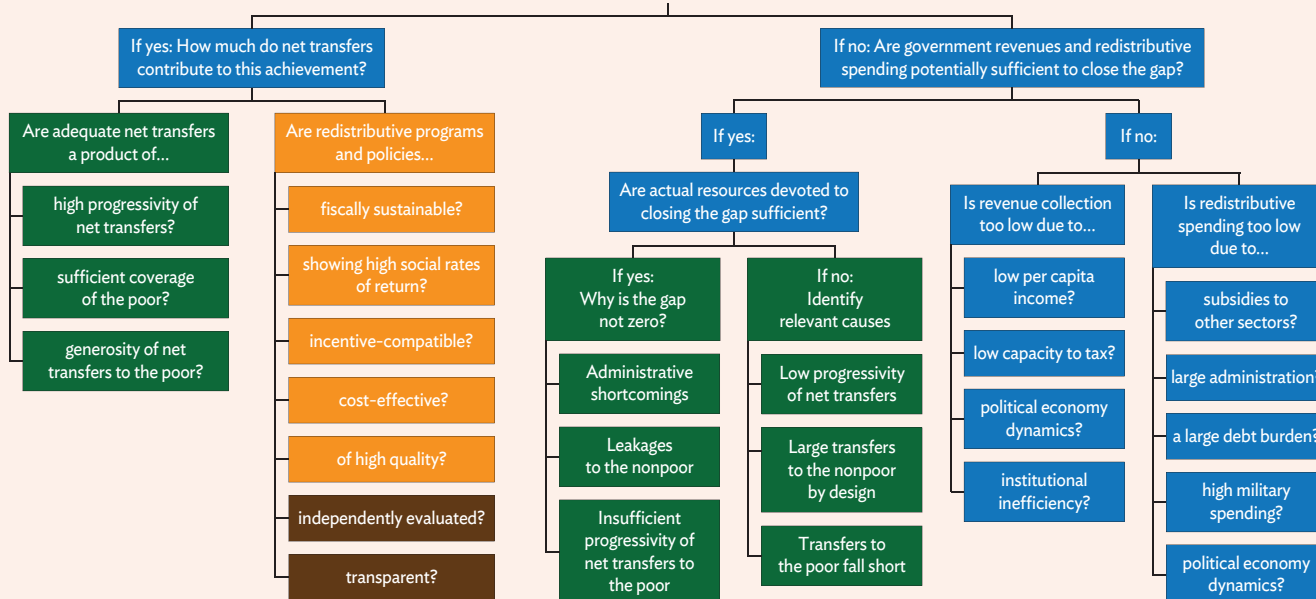 If yes: How much do net transfers
contribute to this achievement?
If no: Are government revenues and redistributive
spending potentially sufficient to close the gap?
Are adequate net transfers
a product of...
high progressivity of
net transfers?
sufficient coverage
of the poor?
generosity of net
transfers to the poor?
Are redistributive programs
and policies...
fiscally sustainable?
showing high social rates
of return?
incentive-compatible?
cost-effective?
of high quality?
independently evaluated?
transparent?
If yes:
Are actual resources devoted to
closing the gap sufficient?
If yes:
Why is the gap
not zero?
Administrative
shortcomings
Leakages
to the nonpoor
Insufficient
progressivity of
net transfers to
the poor
If no:
Identify
relevant causes
Low progressivity
of net transfers
Large transfers
to the nonpoor
by design
Transfers to
the poor fall short
If no:
Is revenue collection
too low due to...
low per capita
income?
low capacity to tax?
political economy
dynamics?
institutional
inefficiency?
Is redistributive
spending too low
due to...
subsidies to
other sectors?
large administration?
a large debt burden?
high military
spending?
political economy
dynamics?